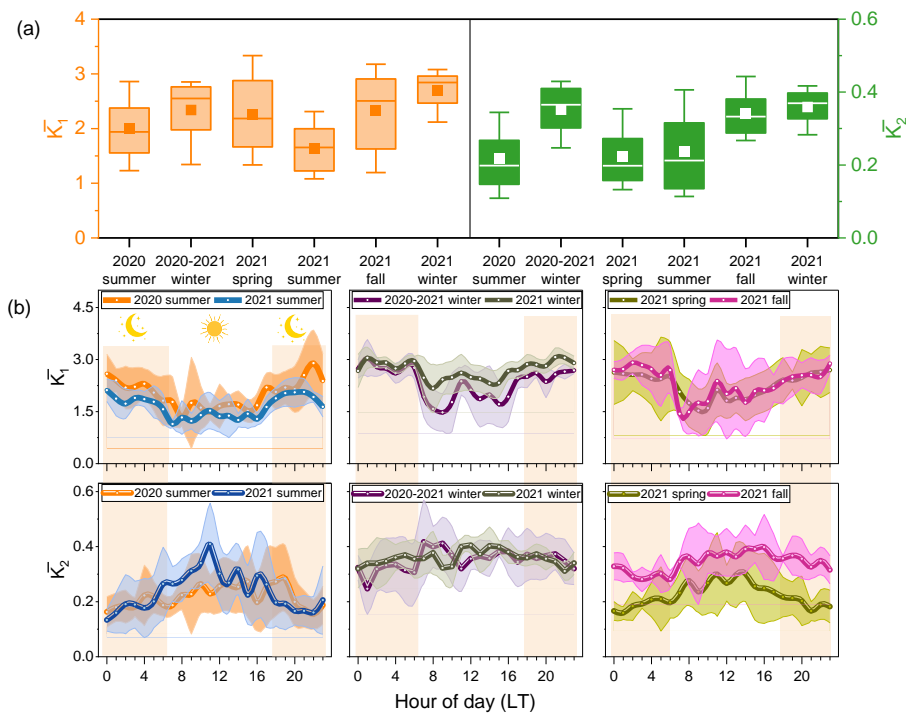 (a)
4
3
2
1
0
K̅₁
0.6
0.4
0.2
0
K̅₂
2020 summer
2020-2021 winter
2021 spring
2021 summer
2021 fall
2021 winter
2020 summer
2020-2021 winter
2021 spring
2021 summer
2021 fall
2021 winter
(b)
2020 summer 2021 summer
2020-2021 winter 2021 winter
2021 spring 2021 fall
4.5
3.0
1.5
0.0
K̅₁
2020 summer 2021 summer
2020-2021 winter 2021 winter
2021 spring 2021 fall
0.6
0.4
0.2
0.0
K̅₂
0 4 8 12 16 20
0 4 8 12 16 20
0 4 8 12 16 20
Hour of day (LT)